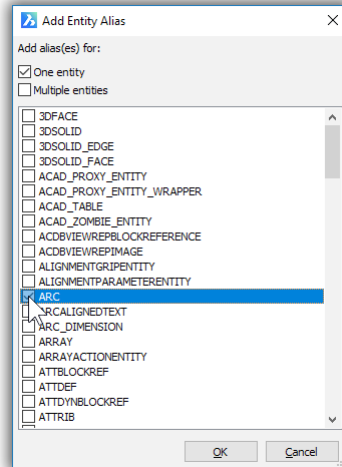 Add Entity Alias
Add alias(es) for:
One entity
Multiple entities
3DFACE
3DSOLID
3DSOLID_EDGE
3DSOLID_FACE
ACAD_PROXY_ENTITY
ACAD_PROXY_ENTITY_WRAPPER
ACAD_TABLE
ACAD_ZOMBIE_ENTITY
ACDBVIEWREPBLOCKREFERENCE
ACDBVIEWREPIMAGE
ALIGNMENTGRIPENTITY
ALIGNMENTPARAMETERENTITY
ARC
ARCALIGNEDTEXT
ARC_DIMENSION
ARRAY
ARRAYACTIONENTITY
ATTBLOCKREF
ATTDEF
ATTDYNBLOCKREF
ATTRIB
OK Cancel